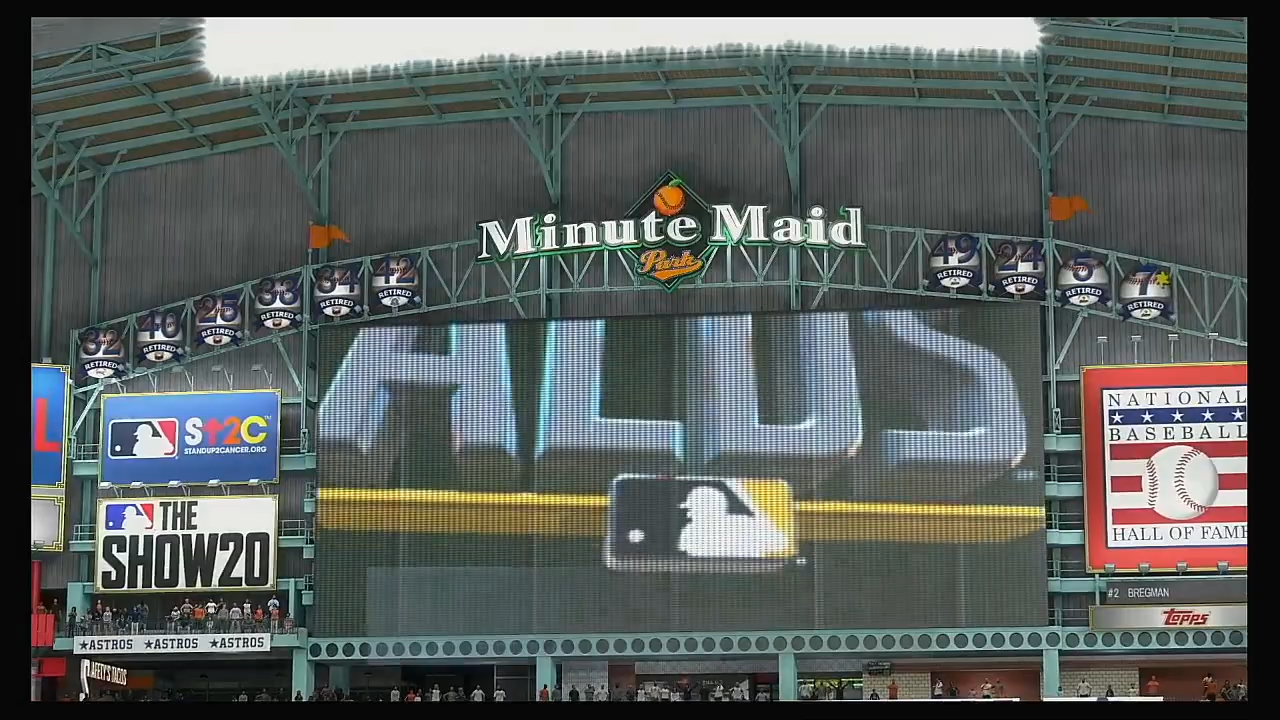 Minute Maid
Park
49
24
5
7
RETIRED
RETIRED
RETIRED
RETIRED
42
34
33
25
40
32
RETIRED
RETIRED
RETIRED
RETIRED
RETIRED
RETIRED
ALDS
L
SU2C
STANDUP2CANCER.ORG
THE
SHOW20
NATIONAL
BASEBALL
HALL OF FAME
#2 BREGMAN
Topps
★ASTROS ★ASTROS ★ASTROS